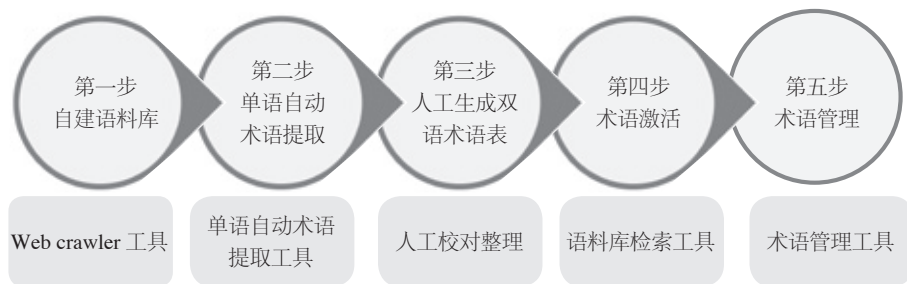 第一步
自建语料库
第二步
单语自动
术语提取
第三步
人工生成双
语术语表
第四步
术语激活
第五步
术语管理
Web crawler 工具
单语自动术语
提取工具
人工校对整理
语料库检索工具
术语管理工具